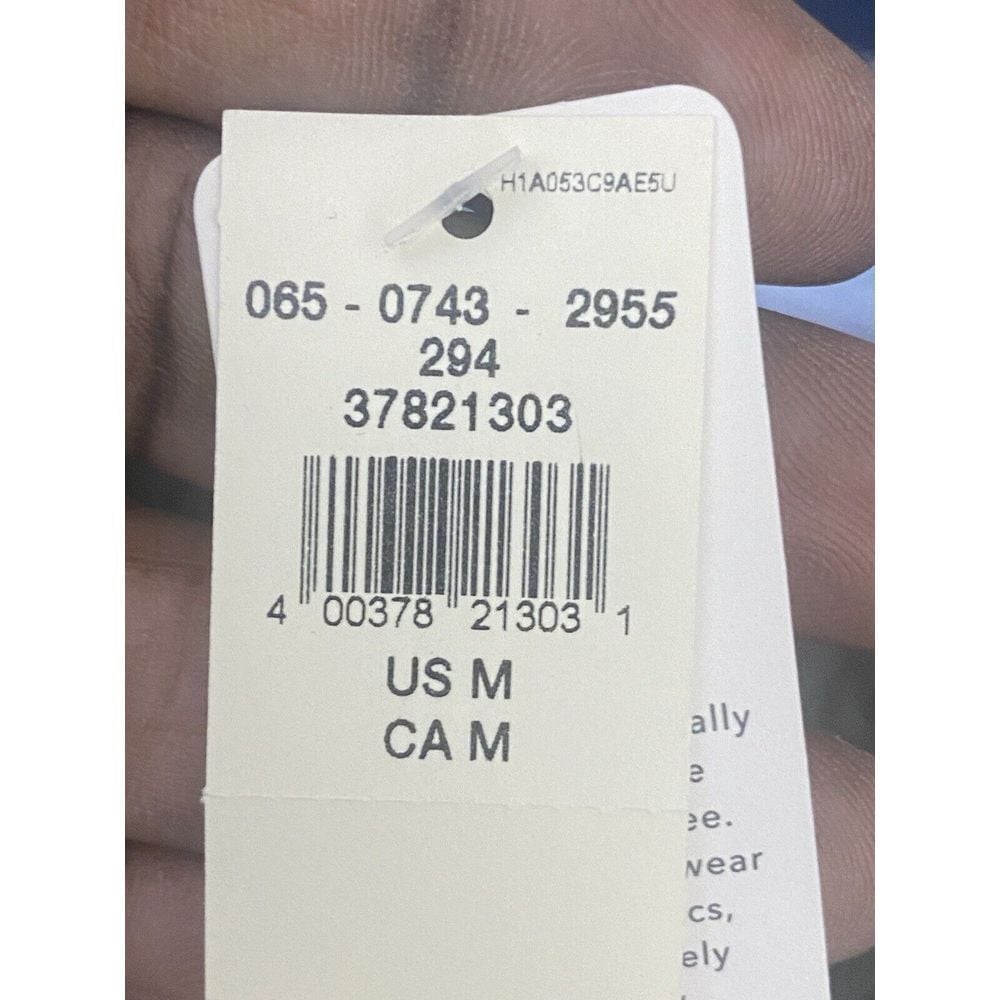 H1A053C9AE5U
065 - 0743 - 2955
294
37821303
4 00378 21303 1
US M
CA M
ally
e
ee.
wear
cs,
ely